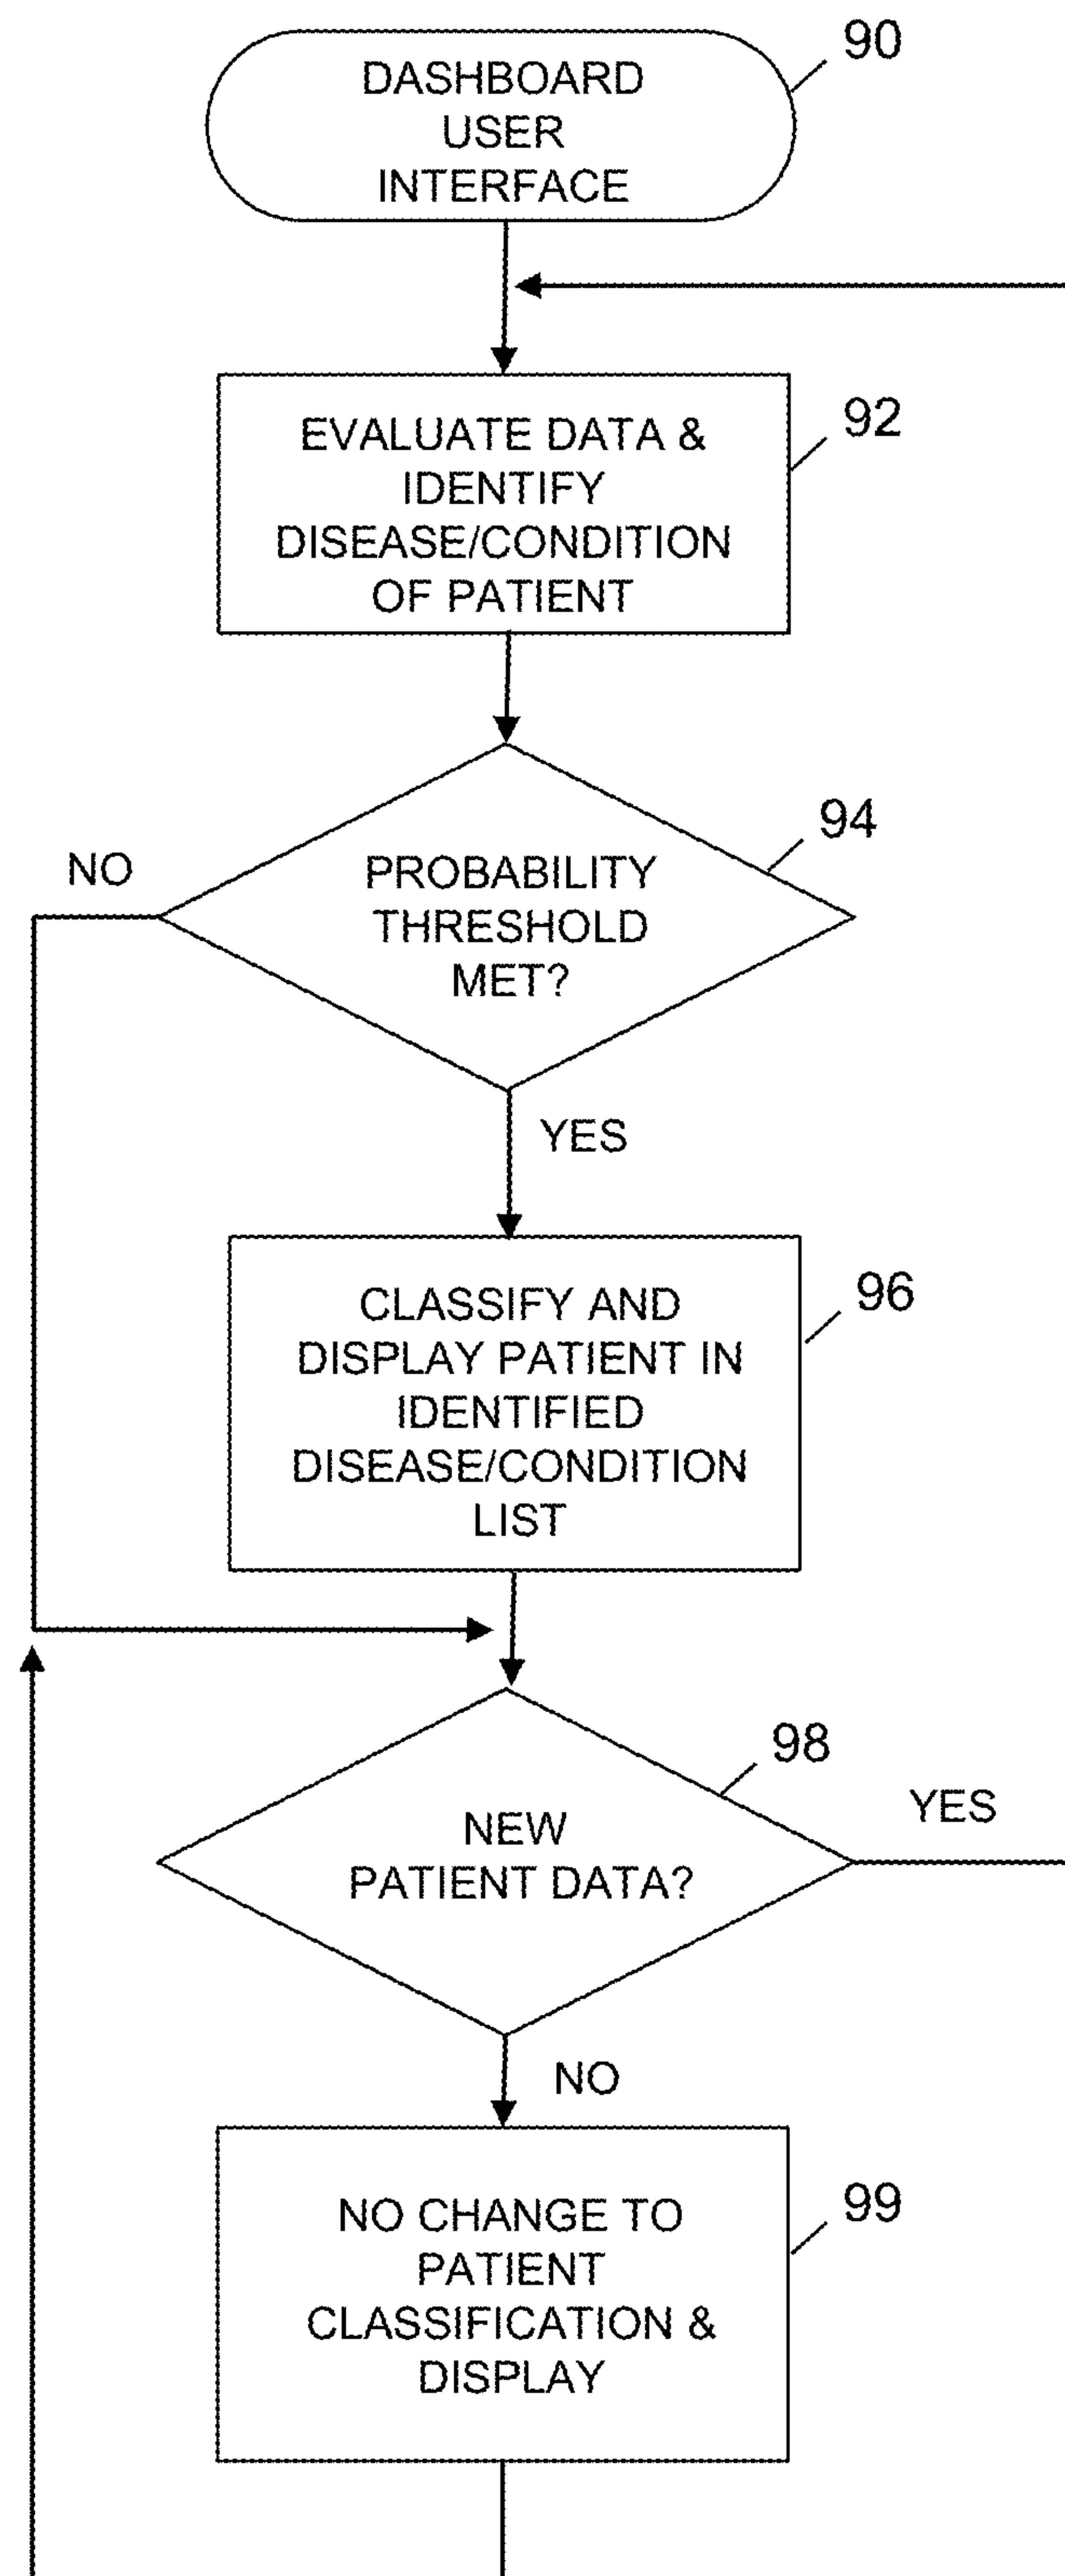 90
DASHBOARD
USER
INTERFACE
92
EVALUATE DATA &
IDENTIFY
DISEASE/CONDITION
OF PATIENT
94
NO
PROBABILITY
THRESHOLD
MET?
YES
96
CLASSIFY AND
DISPLAY PATIENT IN
IDENTIFIED
DISEASE/CONDITION
LIST
98
YES
NEW
PATIENT DATA?
NO
99
NO CHANGE TO
PATIENT
CLASSIFICATION &
DISPLAY